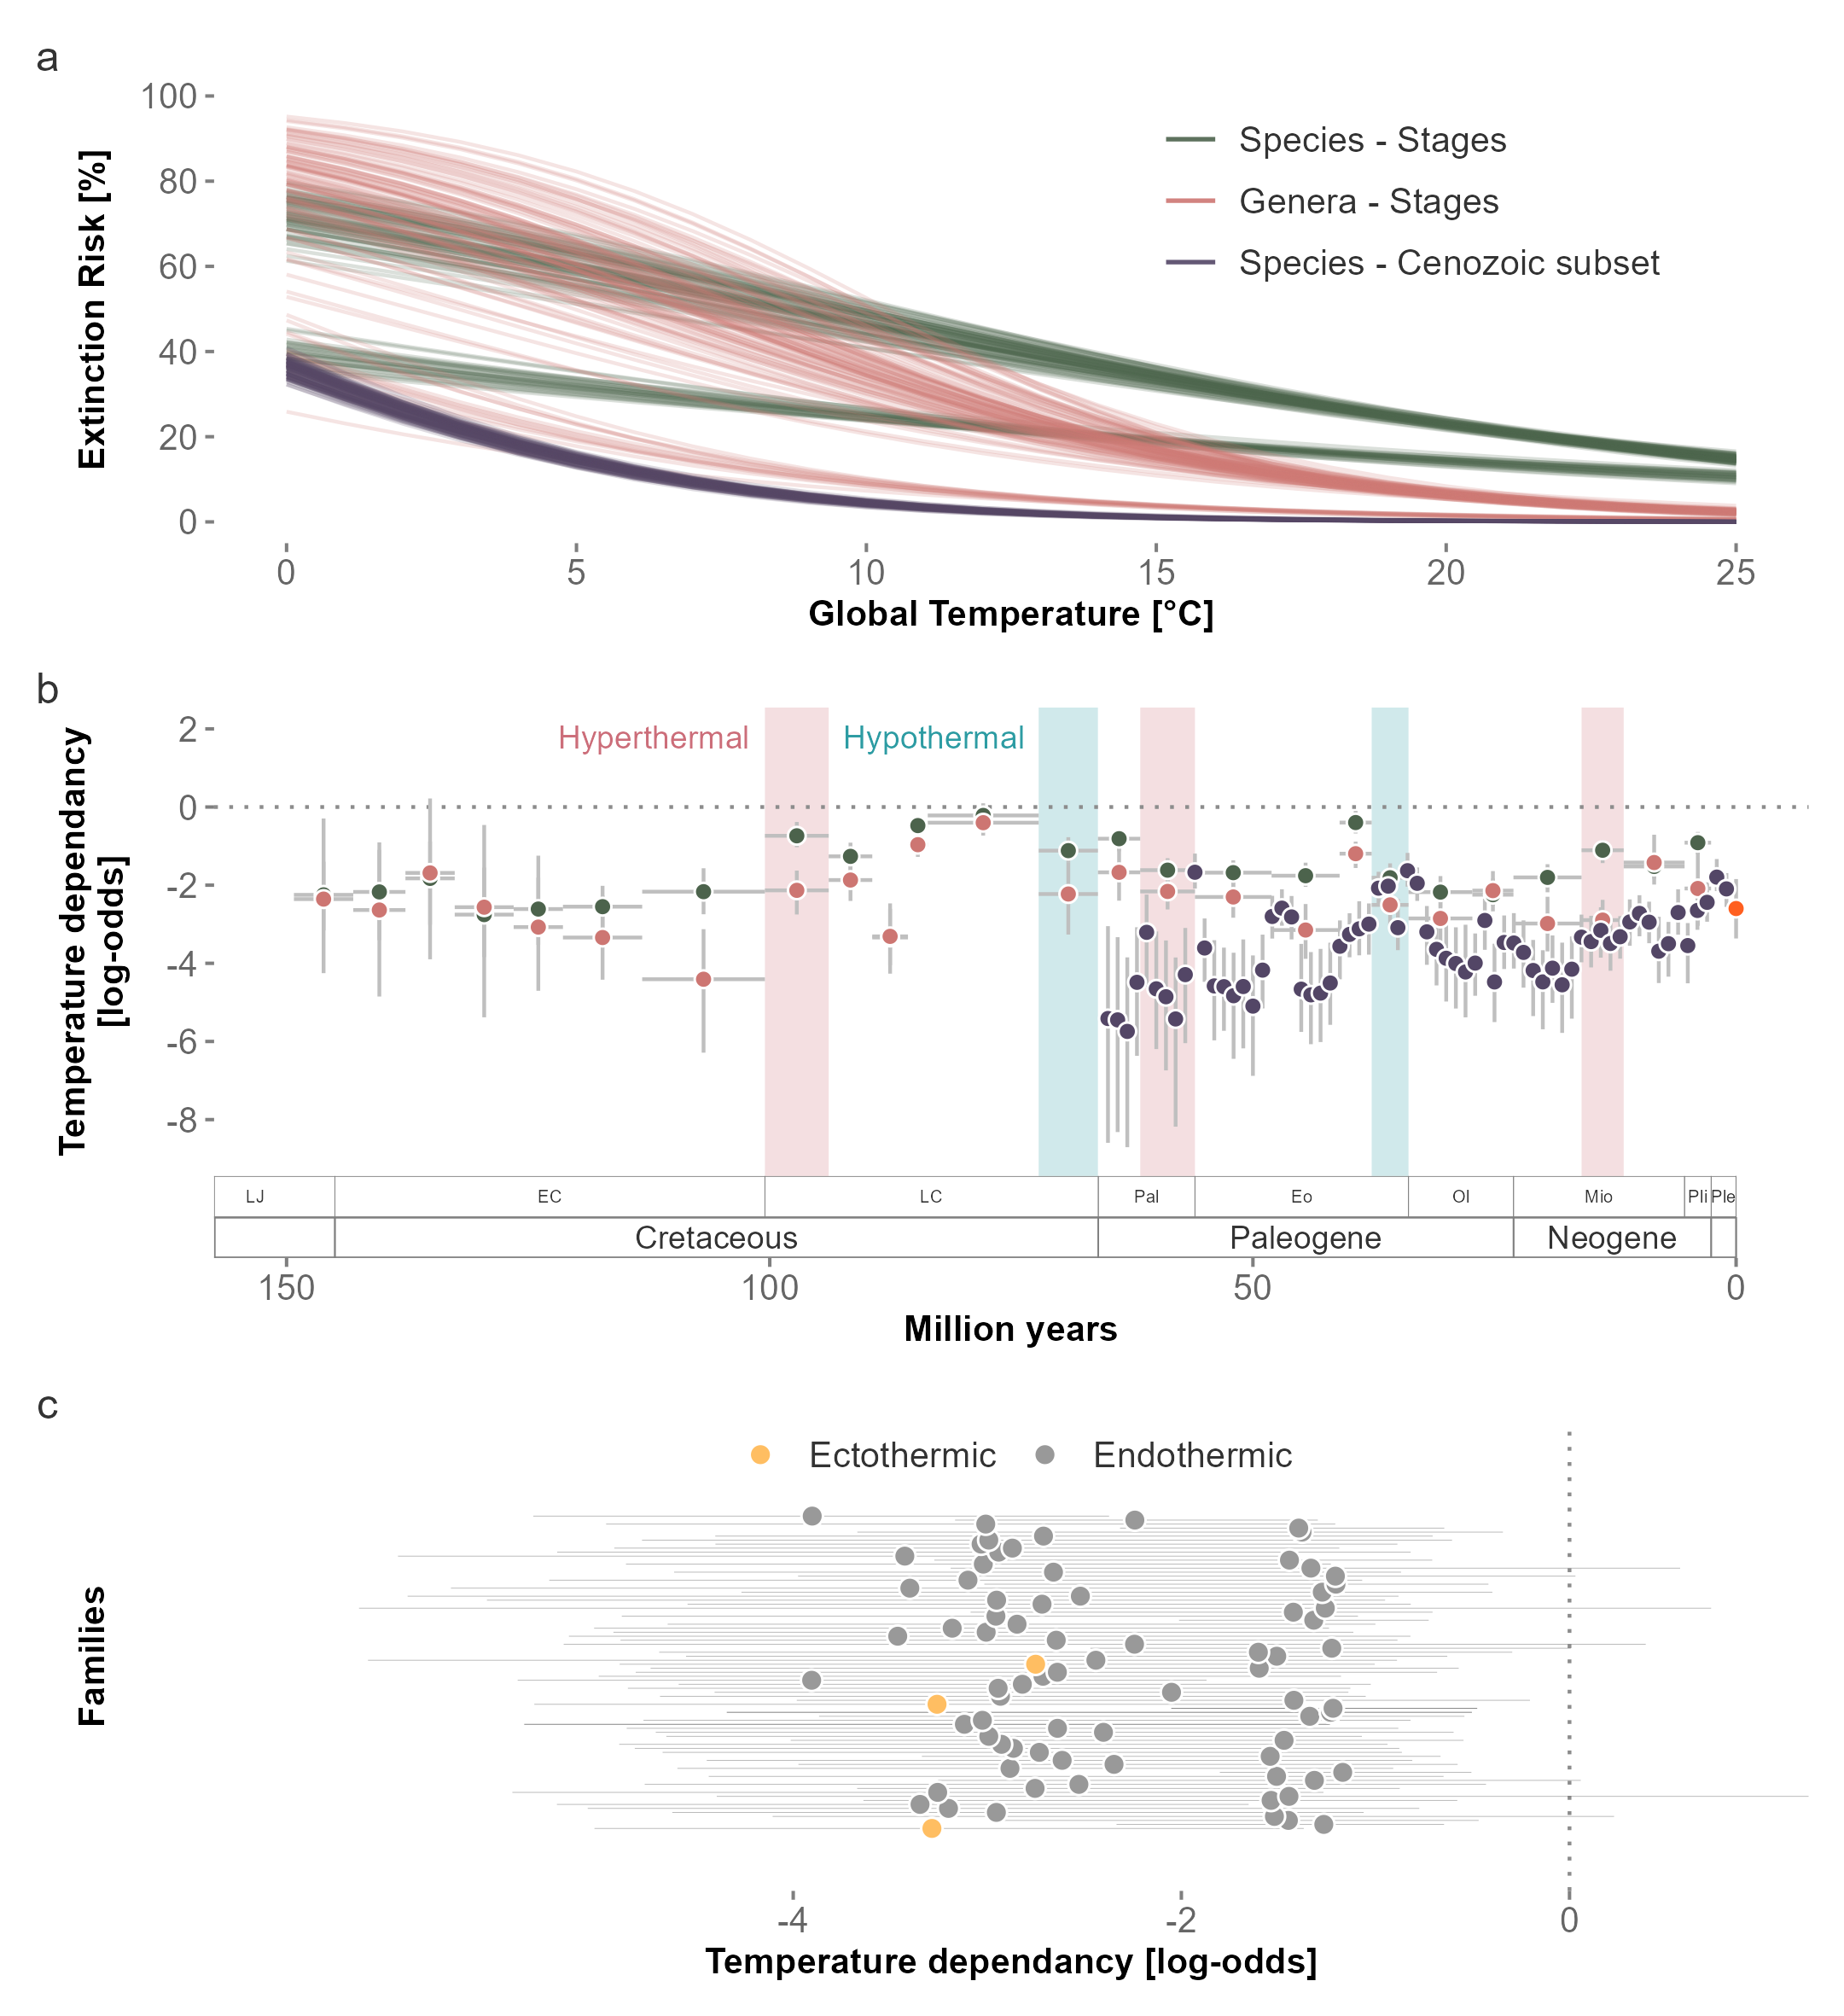 a
100
80
60
40
20
0
Extinction Risk [%]
Species - Stages
Genera - Stages
Species - Cenozoic subset
0 5 10 15 20 25
Global Temperature [°C]
b
2
0
-2
-4
-6
-8
Temperature dependancy
[log-odds]
Hyperthermal Hypothermal
LJ EC LC Pal Eo Ol Mio Pli Ple
Cretaceous Paleogene Neogene
150 100 50 0
Million years
c
Ectothermic Endothermic
Families
-4 -2 0
Temperature dependancy [log-odds]